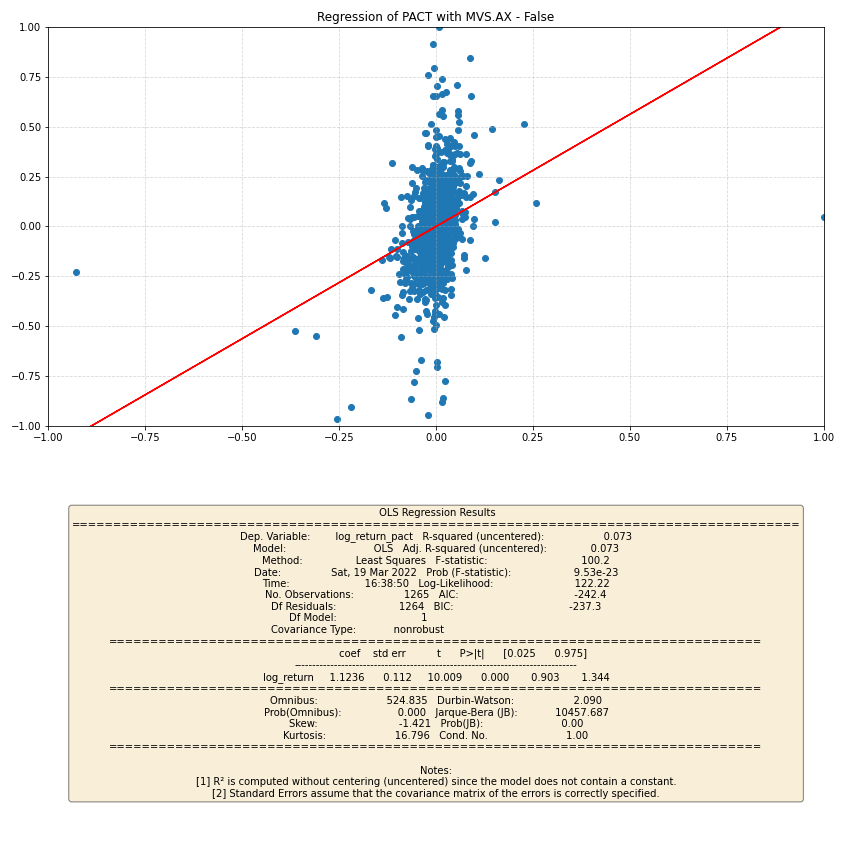 Regression of PACT with MVS.AX - False
1.00
0.75
0.50
0.25
0.00
−0.25
−0.50
−0.75
−1.00
−1.00 −0.75 −0.50 −0.25 0.00 0.25 0.50 0.75 1.00
OLS Regression Results
==============================================================================
Dep. Variable: log_return_pact R-squared (uncentered): 0.073
Model: OLS Adj. R-squared (uncentered): 0.073
Method: Least Squares F-statistic: 100.2
Date: Sat, 19 Mar 2022 Prob (F-statistic): 9.53e-23
Time: 16:38:50 Log-Likelihood: 122.22
No. Observations: 1265 AIC: -242.4
Df Residuals: 1264 BIC: -237.3
Df Model: 1
Covariance Type: nonrobust
==============================================================================
coef std err t P>|t| [0.025 0.975]
------------------------------------------------------------------------------
log_return 1.1236 0.112 10.009 0.000 0.903 1.344
==============================================================================
Omnibus: 524.835 Durbin-Watson: 2.090
Prob(Omnibus): 0.000 Jarque-Bera (JB): 10457.687
Skew: -1.421 Prob(JB): 0.00
Kurtosis: 16.796 Cond. No. 1.00
==============================================================================
Notes:
[1] R² is computed without centering (uncentered) since the model does not contain a constant.
[2] Standard Errors assume that the covariance matrix of the errors is correctly specified.